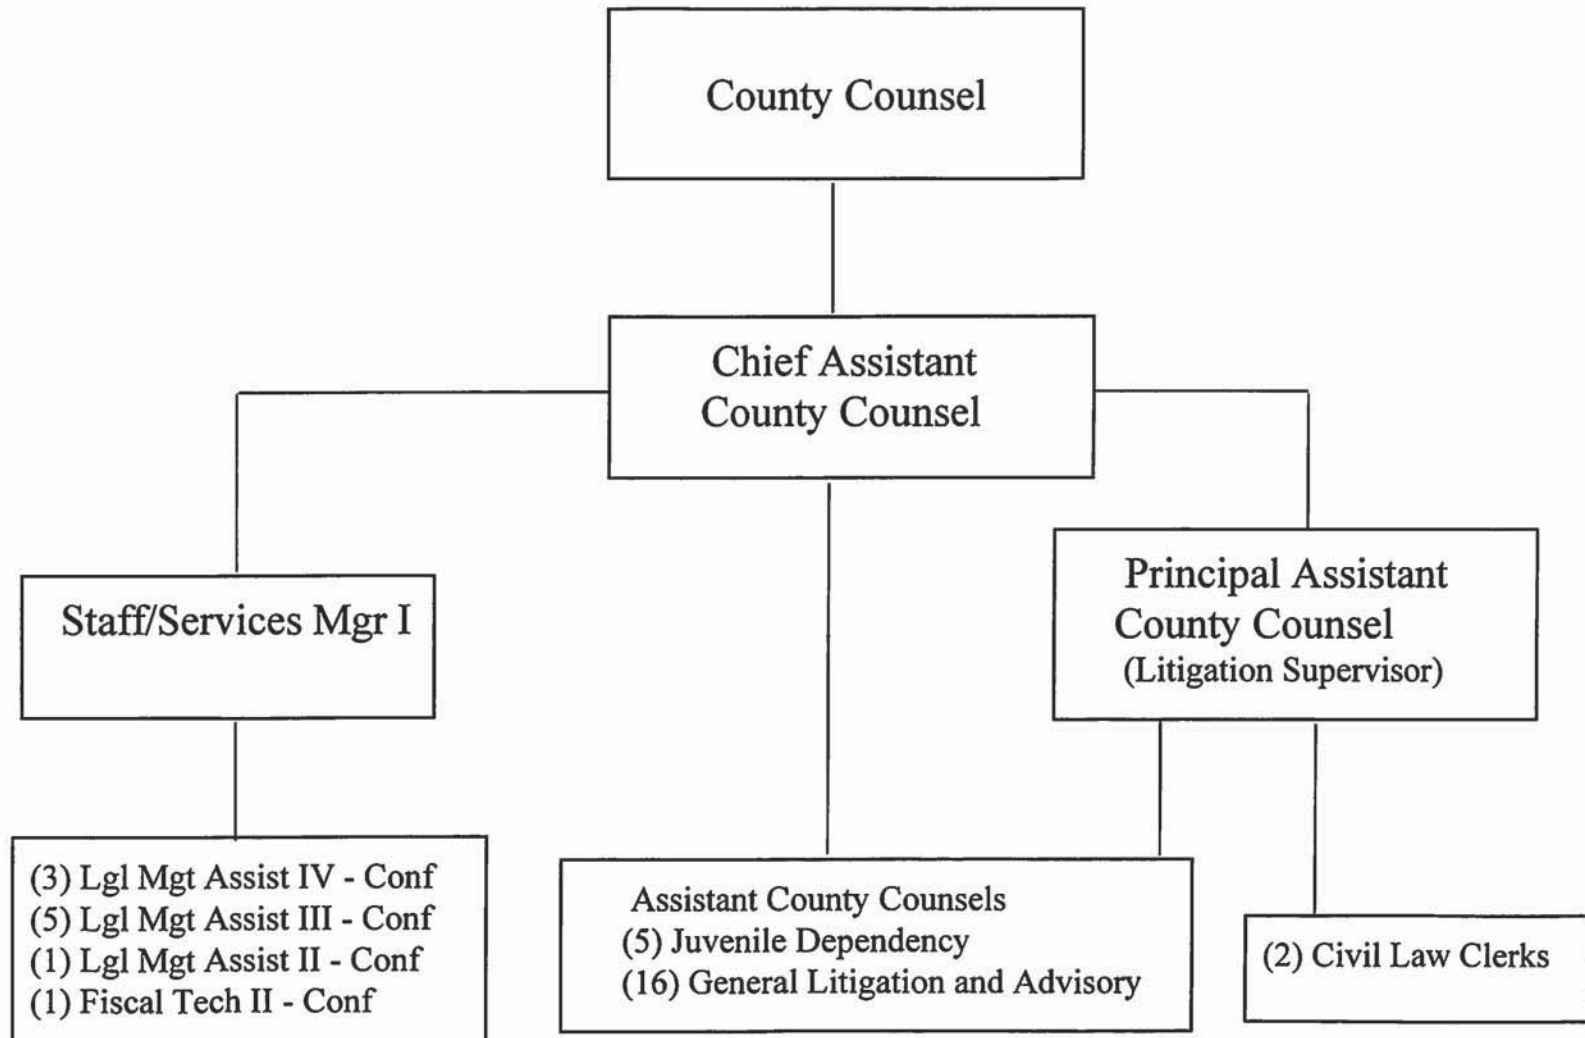 County Counsel
Chief Assistant
County Counsel
Staff/Services Mgr I
Principal Assistant
County Counsel
(Litigation Supervisor)
(3) Lgl Mgt Assist IV - Conf
(5) Lgl Mgt Assist III - Conf
(1) Lgl Mgt Assist II - Conf
(1) Fiscal Tech II - Conf
Assistant County Counsels
(5) Juvenile Dependency
(16) General Litigation and Advisory
(2) Civil Law Clerks